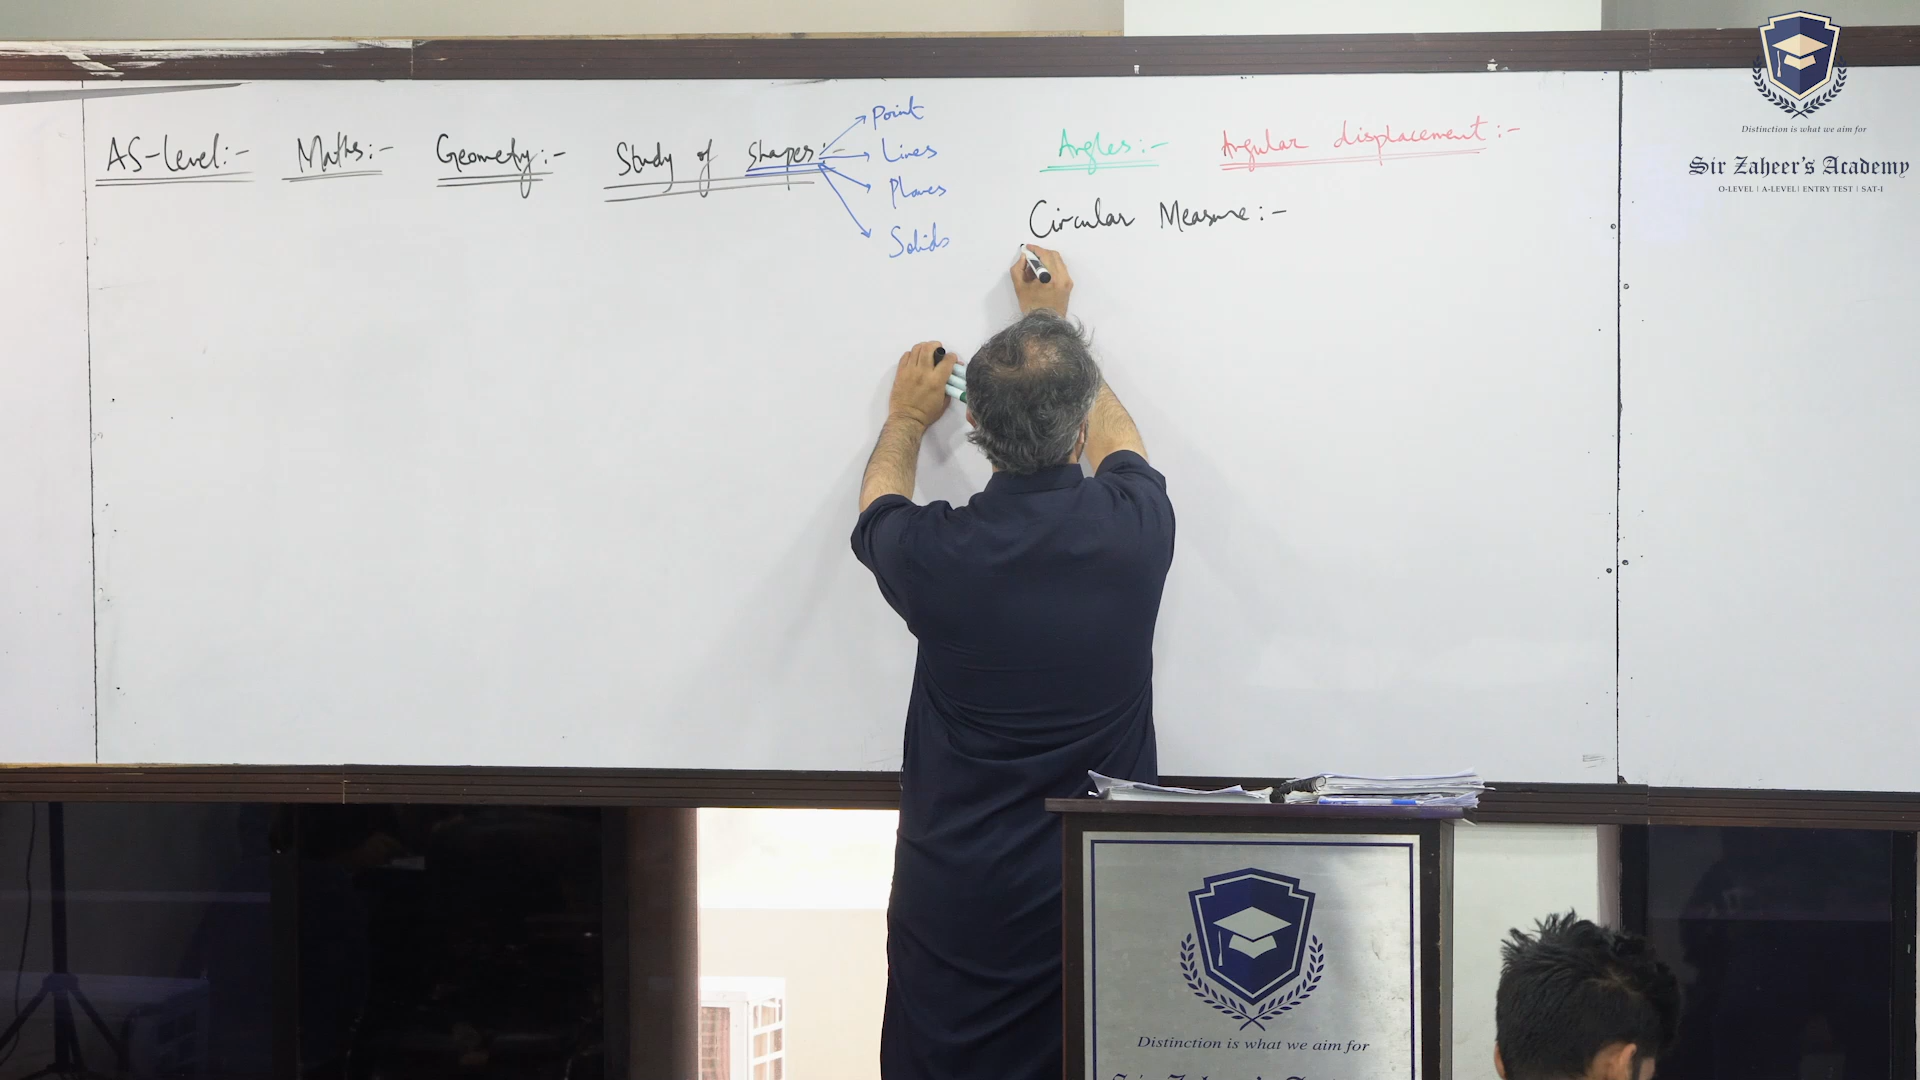 AS-Level:- Maths:- Geometry:- Study of shapes:-
Point
Lines
Planes
Solids
Angles:- Angular displacement:-
Circular Measure:-
Distinction is what we aim for
Sir Zaheer's Academy
O-LEVEL | A-LEVEL | ENTRY TEST | SAT-I
Distinction is what we aim for